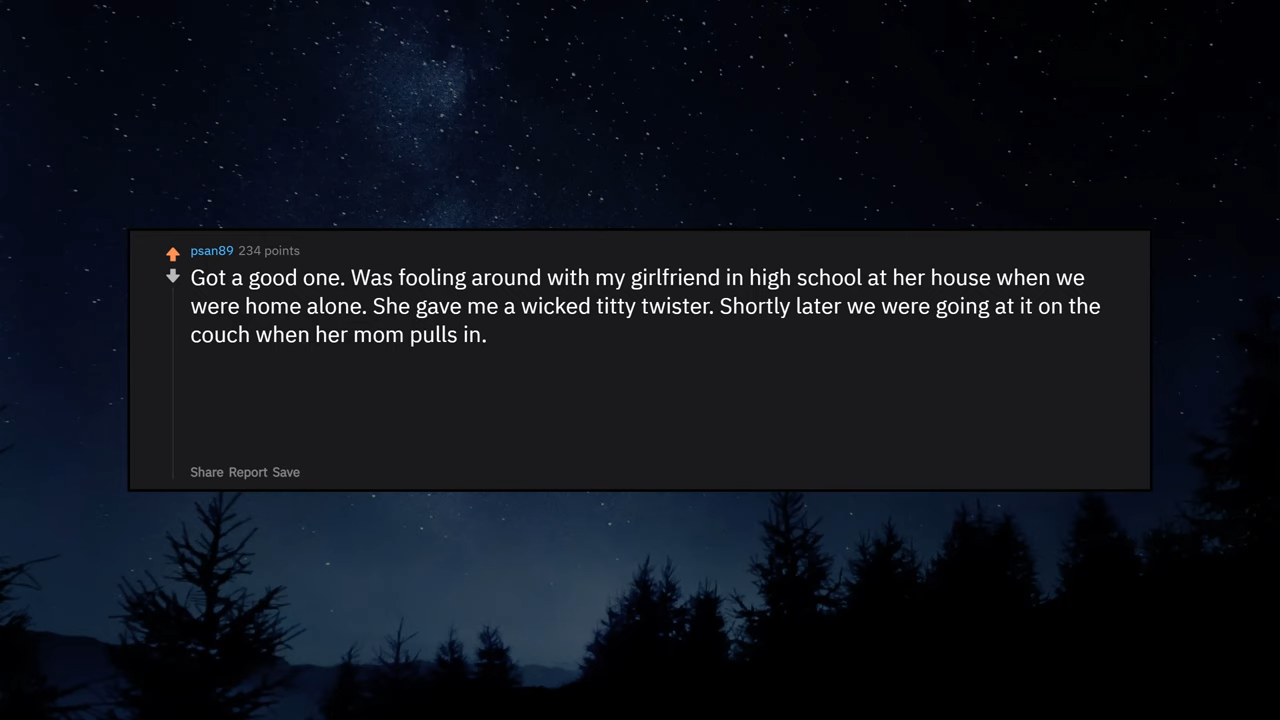 psan89 234 points
Got a good one. Was fooling around with my girlfriend in high school at her house when we
were home alone. She gave me a wicked titty twister. Shortly later we were going at it on the
couch when her mom pulls in.
Share Report Save